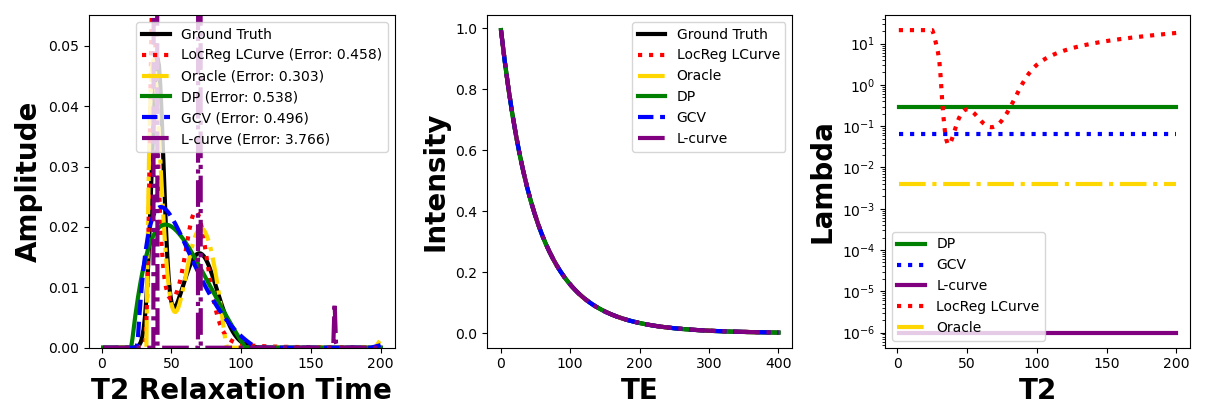 Amplitude
0.05
0.04
0.03
0.02
0.01
0.00
0
50
100
150
200
T2 Relaxation Time
Ground Truth
LocReg LCurve (Error: 0.458)
Oracle (Error: 0.303)
DP (Error: 0.538)
GCV (Error: 0.496)
L-curve (Error: 3.766)
Intensity
1.0
0.8
0.6
0.4
0.2
0.0
0
100
200
300
400
TE
Ground Truth
LocReg LCurve
Oracle
DP
GCV
L-curve
Lambda
10¹
10⁰
10⁻¹
10⁻²
10⁻³
10⁻⁴
10⁻⁵
10⁻⁶
0
50
100
150
200
T2
DP
GCV
L-curve
LocReg LCurve
Oracle